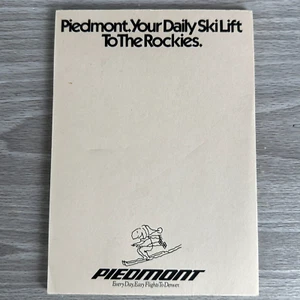 Piedmont. Your Daily Ski Lift
To The Rockies.
PIEDMONT
Every Day, Easy Flights To Denver